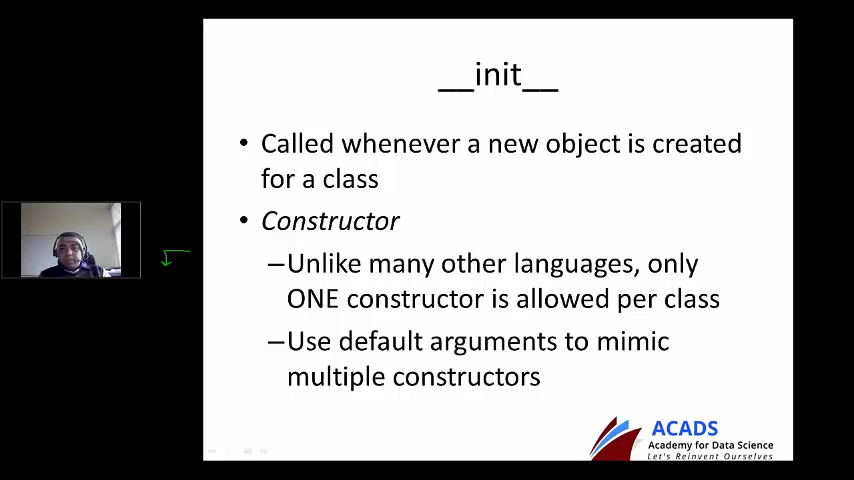 __init__
• Called whenever a new object is created
for a class
• Constructor
–Unlike many other languages, only
ONE constructor is allowed per class
–Use default arguments to mimic
multiple constructors
ACADS
Academy for Data Science
Let's Reinvent Ourselves